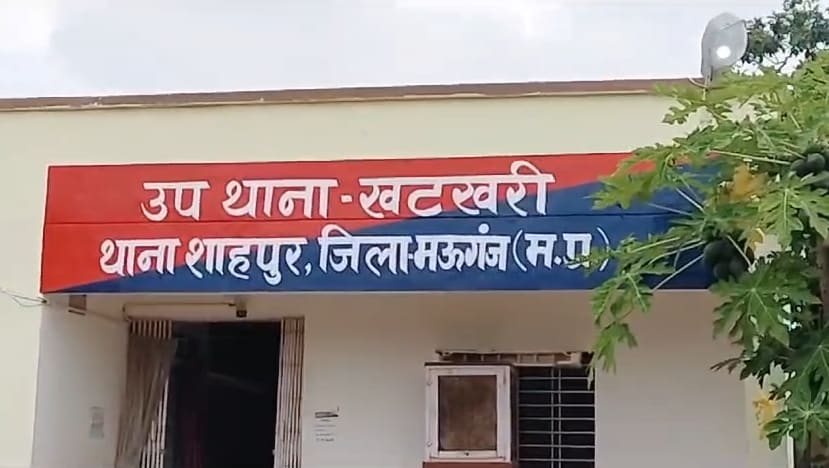 उप थाना - खटखरी
थाना शाहपुर, जिला-मऊगंज (म.प्र.)